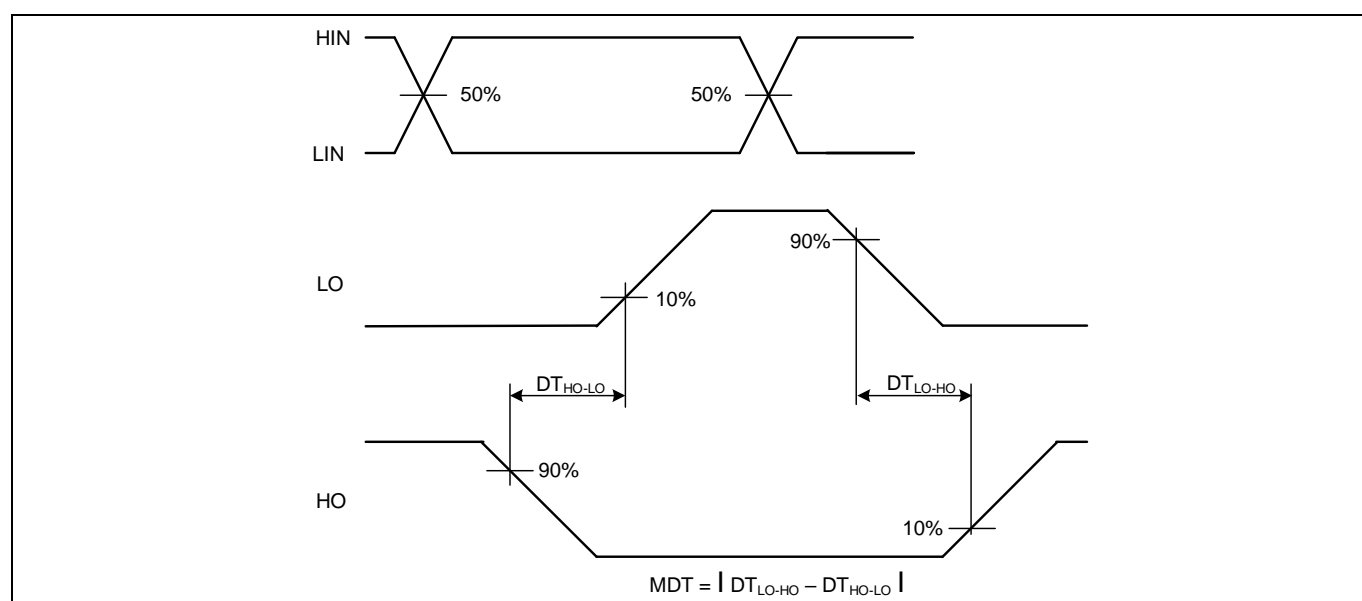 HIN
50% 50%
LIN
90%
LO
10%
DTHO-LO DTLO-HO
90%
HO
10%
MDT = | DTLO-HO – DTHO-LO |